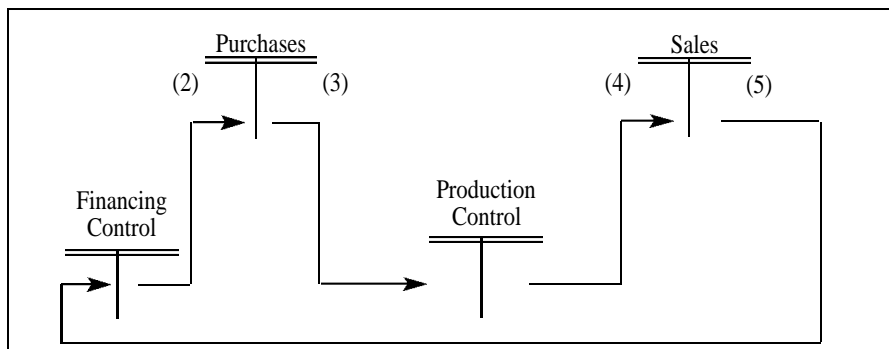 Purchases
Sales
(2)
(3)
(4)
(5)
Financing
Control
Production
Control